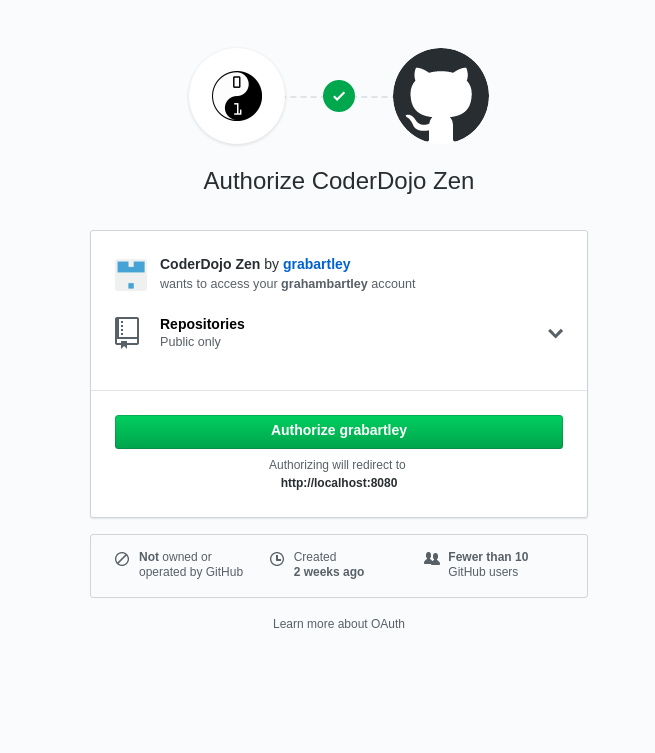 0
1
Authorize CoderDojo Zen
CoderDojo Zen by grabartley
wants to access your grahambartley account
Repositories
Public only
Authorize grabartley
Authorizing will redirect to
http://localhost:8080
Not owned or
operated by GitHub
Created
2 weeks ago
Fewer than 10
GitHub users
Learn more about OAuth